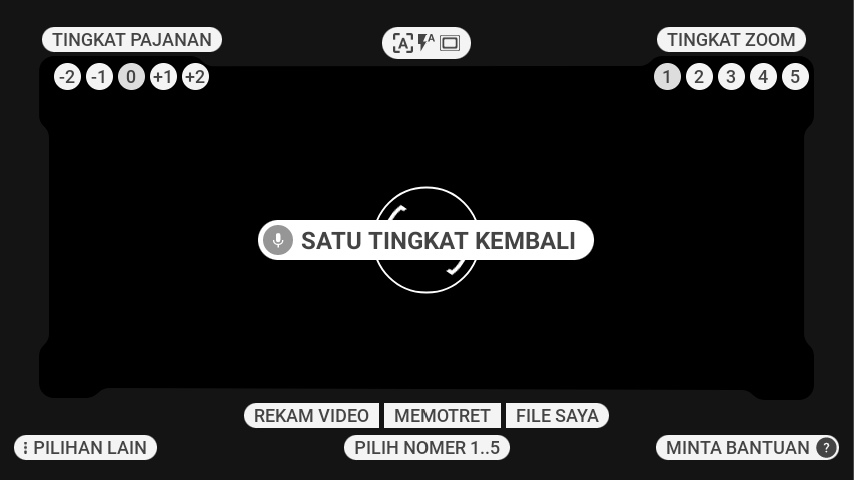 TINGKAT PAJANAN
A
A
TINGKAT ZOOM
-2 -1 0 +1 +2
1 2 3 4 5
SATU TINGKAT KEMBALI
REKAM VIDEO
MEMOTRET
FILE SAYA
PILIHAN LAIN
PILIH NOMER 1..5
MINTA BANTUAN ?